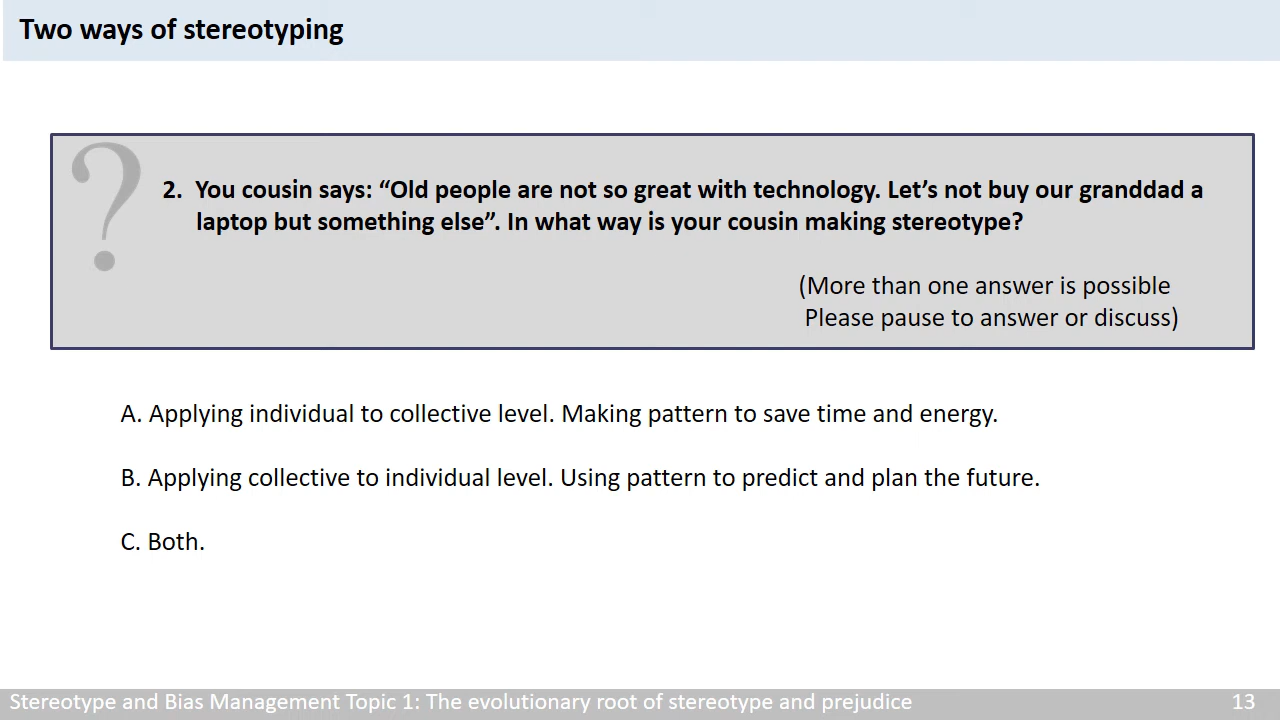 Two ways of stereotyping
?
2. You cousin says: “Old people are not so great with technology. Let’s not buy our granddad a
laptop but something else”. In what way is your cousin making stereotype?
(More than one answer is possible
Please pause to answer or discuss)
A. Applying individual to collective level. Making pattern to save time and energy.
B. Applying collective to individual level. Using pattern to predict and plan the future.
C. Both.
Stereotype and Bias Management Topic 1: The evolutionary root of stereotype and prejudice 13